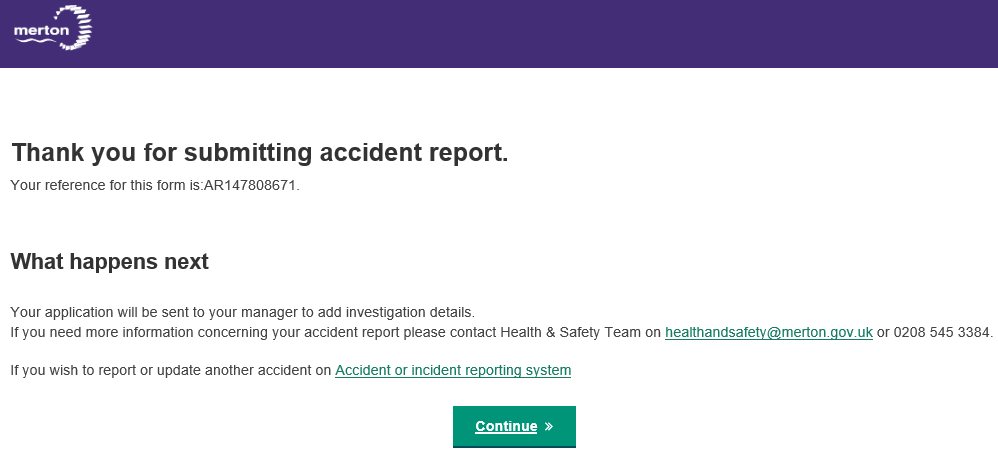 merton
Thank you for submitting accident report.
Your reference for this form is:AR147808671.
What happens next
Your application will be sent to your manager to add investigation details.
If you need more information concerning your accident report please contact Health & Safety Team on healthandsafety@merton.gov.uk or 0208 545 3384.
If you wish to report or update another accident on Accident or incident reporting system
Continue »